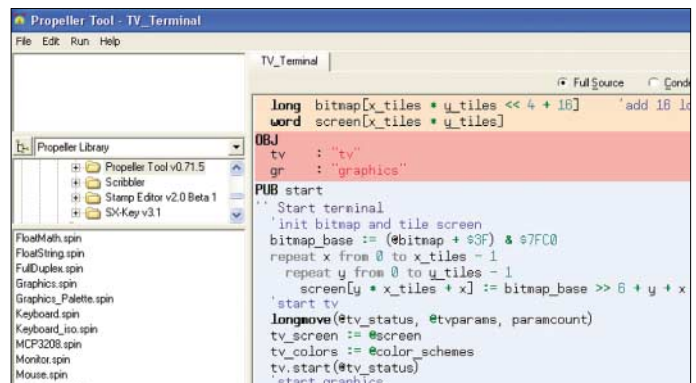 Propeller Tool - TV_Terminal
File Edit Run Help
TV_Terminal
Full Source
long bitmap[x_tiles * y_tiles << 4 + 16] 'add 16
word screen[x_tiles * y_tiles]
OBJ
tv : "tv"
gr : "graphics"
Propeller Library
Propeller Tool v0.71.5
Scribbler
Stamp Editor v2.0 Beta 1
SX-Key v3.1
PUB start
'' Start terminal
'init bitmap and tile screen
bitmap_base := (@bitmap + $3F) & $7FC0
repeat x from 0 to x_tiles - 1
repeat y from 0 to y_tiles - 1
screen[y * x_tiles + x] := bitmap_base >> 6 + y + x
'start tv
longmove(@tv_status, @tvparams, paramcount)
tv_screen := @screen
tv_colors := @color_schemes
tv.start(@tv_status)
'start graphics
FloatMath.spin
FloatString.spin
FullDuplex.spin
Graphics.spin
Graphics_Palette.spin
Keyboard.spin
Keyboard_iso.spin
MCP3208.spin
Monitor.spin
Mouse.spin